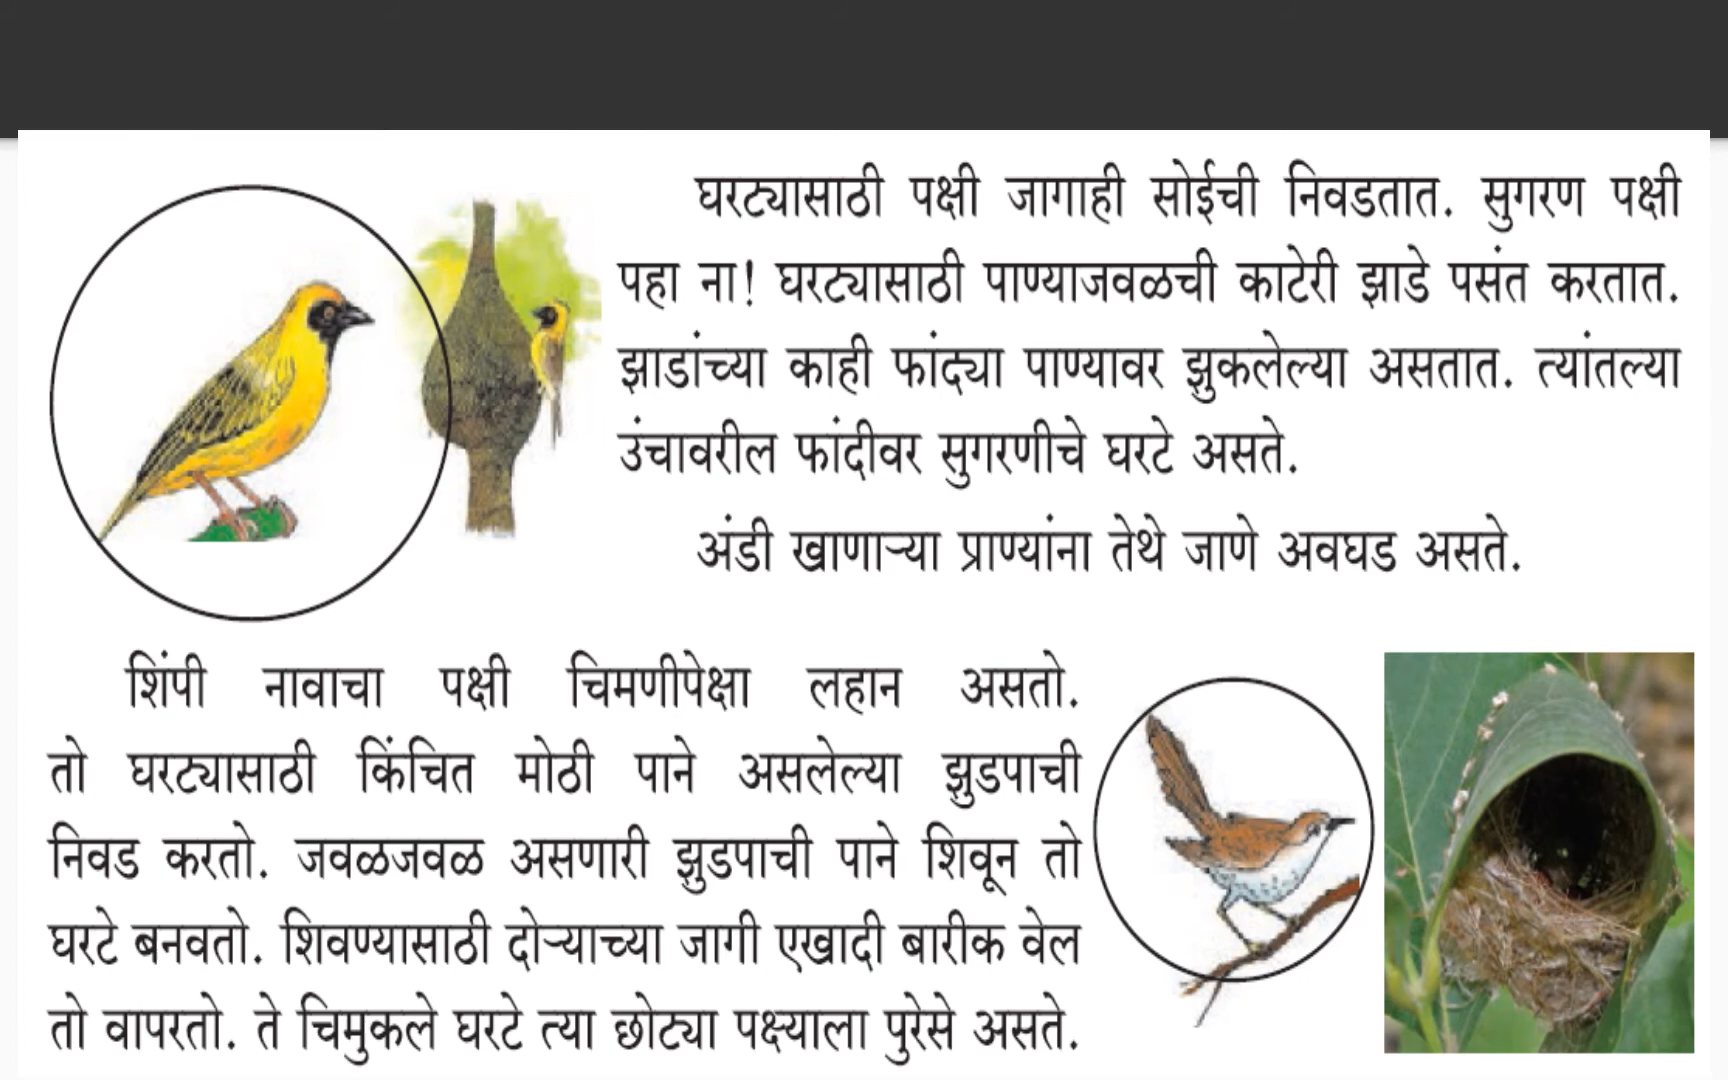 घरट्यासाठी पक्षी जागाही सोईची निवडतात. सुगरण पक्षी
पहा ना! घरट्यासाठी पाण्याजवळची काटेरी झाडे पसंत करतात.
झाडांच्या काही फांद्या पाण्यावर झुकलेल्या असतात. त्यांतल्या
उंचावरील फांदीवर सुगरणीचे घरटे असते.
अंडी खाणाऱ्या प्राण्यांना तेथे जाणे अवघड असते.
शिंपी नावाचा पक्षी चिमणीपेक्षा लहान असतो.
तो घरट्यासाठी किंचित मोठी पाने असलेल्या झुडपाची
निवड करतो. जवळजवळ असणारी झुडपाची पाने शिवून तो
घरटे बनवतो. शिवण्यासाठी दोऱ्याच्या जागी एखादी बारीक वेल
तो वापरतो. ते चिमुकले घरटे त्या छोट्या पक्ष्याला पुरेसे असते.